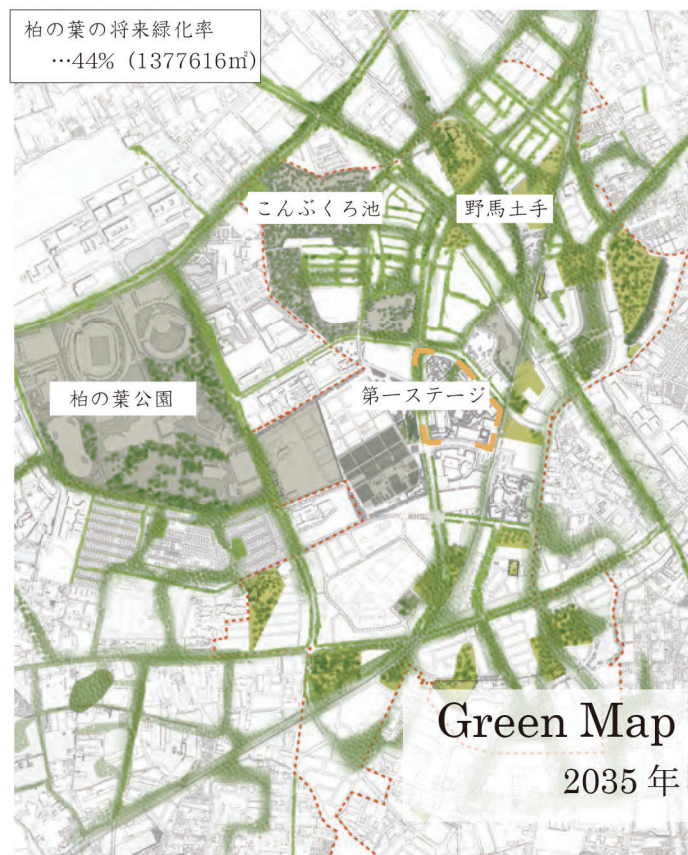 柏の葉の将来緑化率
…44% (1377616㎡)
こんぶくろ池
野馬土手
柏の葉公園
第一ステージ
Green Map
2035 年